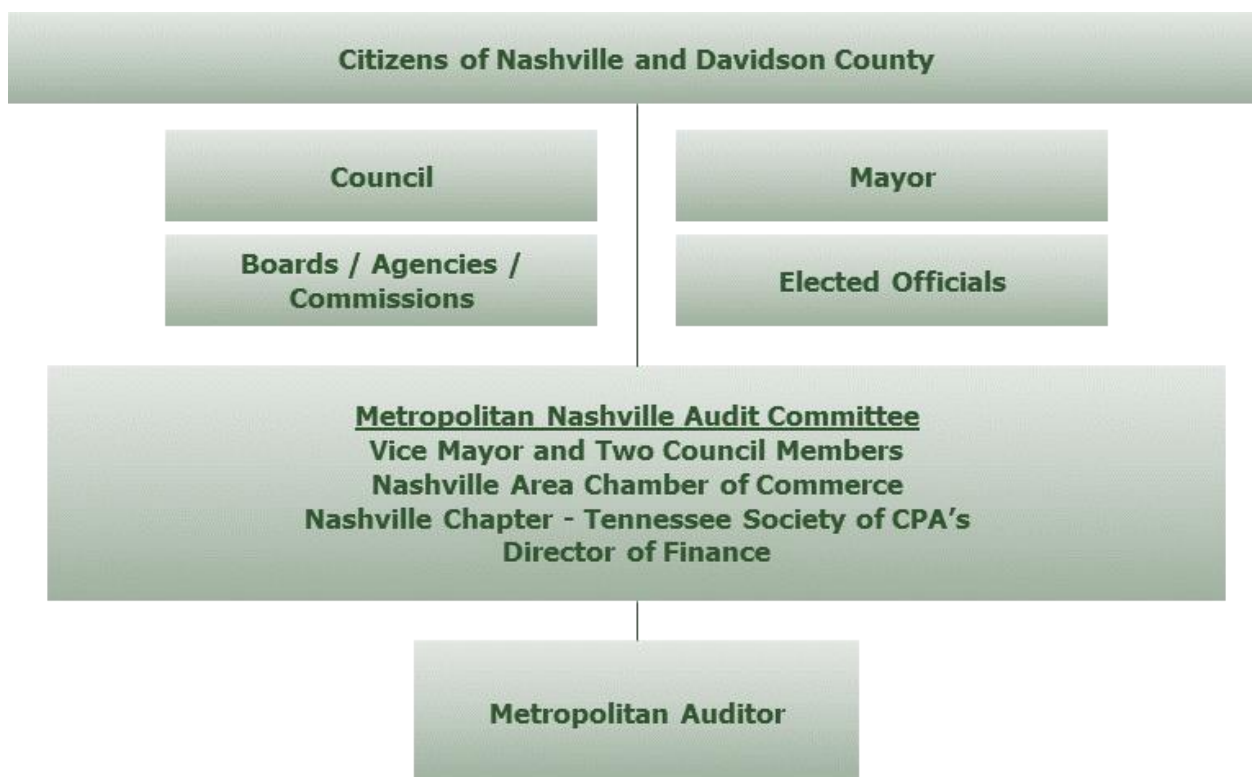 Citizens of Nashville and Davidson County
Council
Mayor
Boards / Agencies /
Commissions
Elected Officials
Metropolitan Nashville Audit Committee
Vice Mayor and Two Council Members
Nashville Area Chamber of Commerce
Nashville Chapter - Tennessee Society of CPA’s
Director of Finance
Metropolitan Auditor